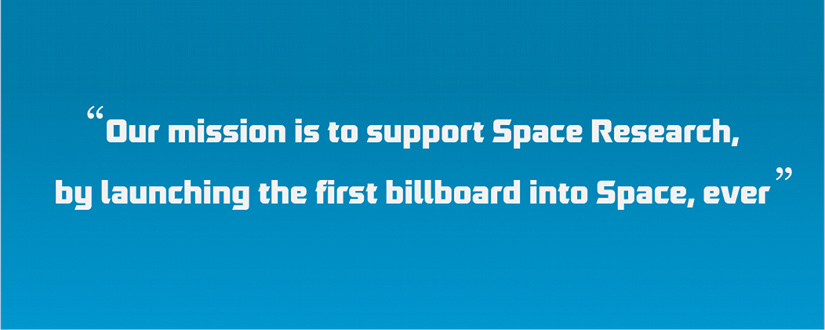 “Our mission is to support Space Research,
by launching the first billboard into Space, ever”